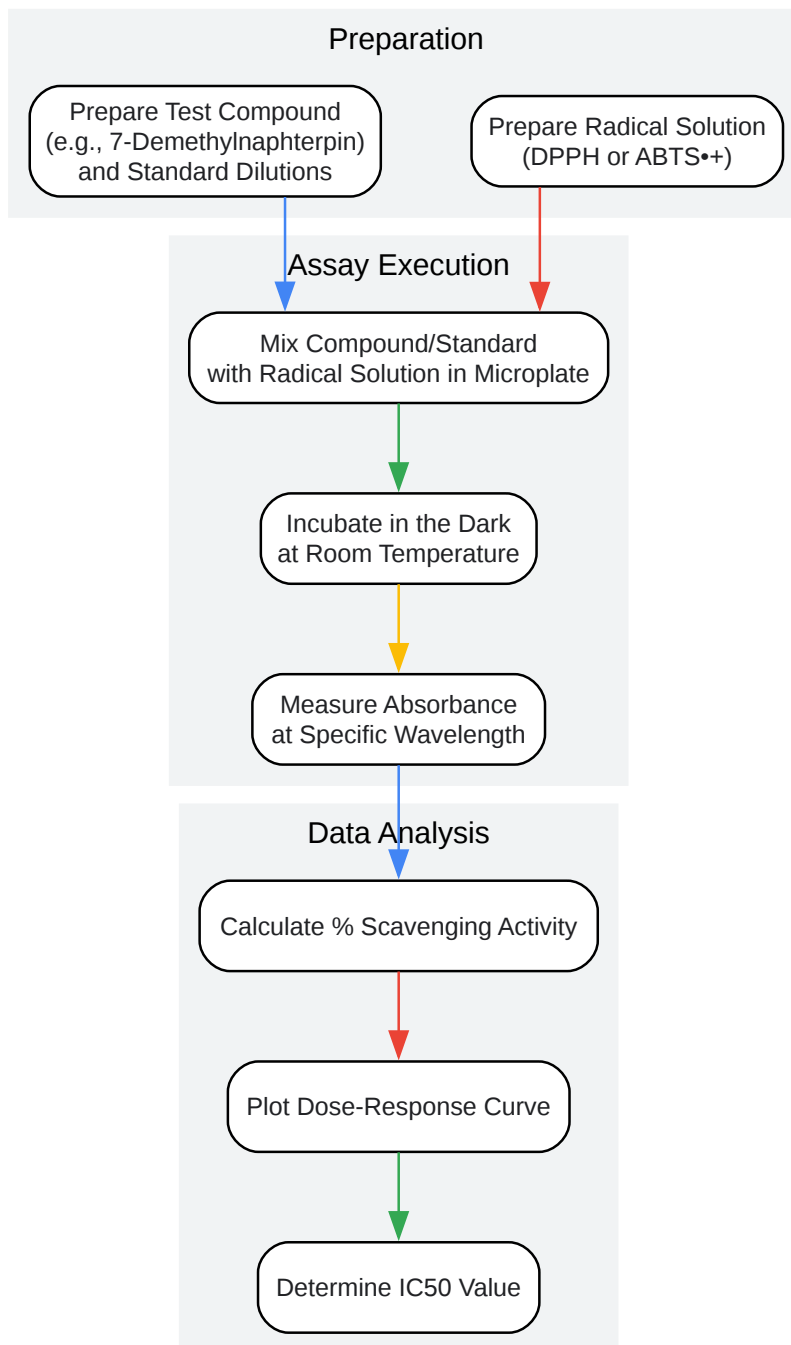 Preparation
Prepare Test Compound
(e.g., 7-Demethylnaphterpin)
and Standard Dilutions
Prepare Radical Solution
(DPPH or ABTS•+)
Assay Execution
Mix Compound/Standard
with Radical Solution in Microplate
Incubate in the Dark
at Room Temperature
Measure Absorbance
at Specific Wavelength
Data Analysis
Calculate % Scavenging Activity
Plot Dose-Response Curve
Determine IC50 Value